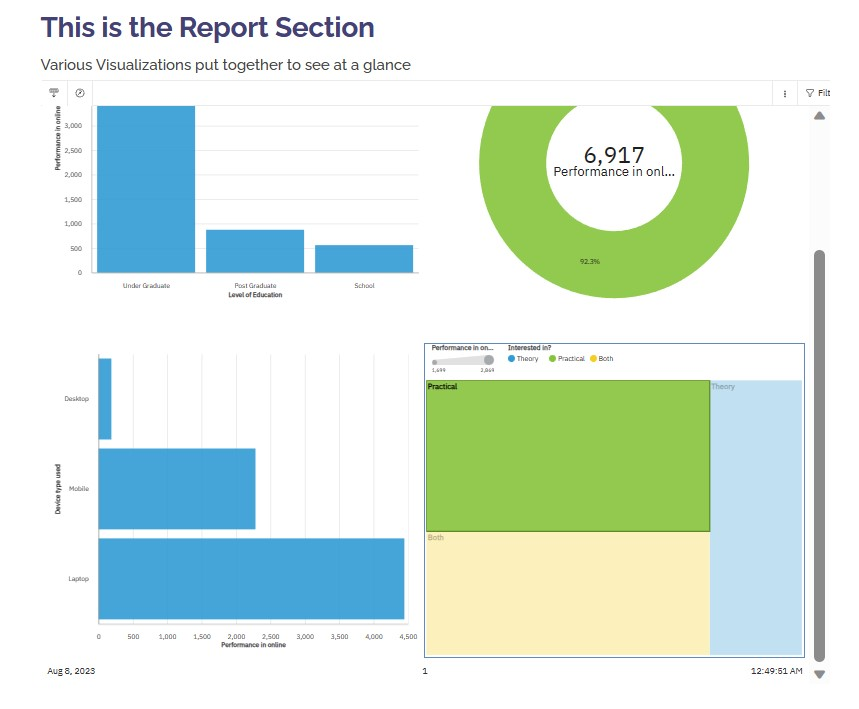 This is the Report Section
Various Visualizations put together to see at a glance
Filt
Performance in online
3,000
2,500
2,000
1,500
1,000
500
0
Under Graduate
Post Graduate
School
Level of Education
6,917
Performance in onl...
92.3%
Device type used
Desktop
Mobile
Laptop
0
500
1,000
1,500
2,000
2,500
3,000
3,500
4,000
4,500
Performance in online
Performance in on...
1,699
2,869
Interested in?
Theory
Practical
Both
Practical
Theory
Both
Aug 8, 2023
1
12:49:51 AM